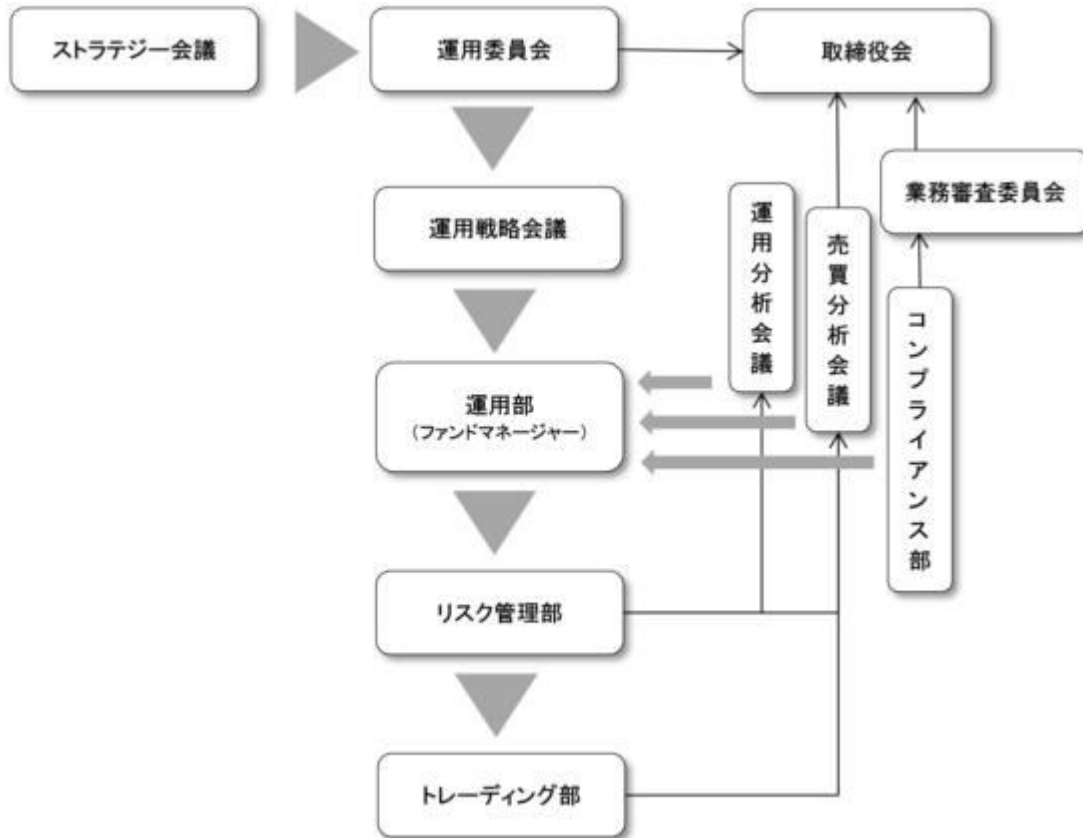 ストラテジー会議
運用委員会
取締役会
業務審査委員会
運用戦略会議
運用分析会議
売買分析会議
コンプライアンス部
運用部
(ファンドマネージャー)
リスク管理部
トレーディング部